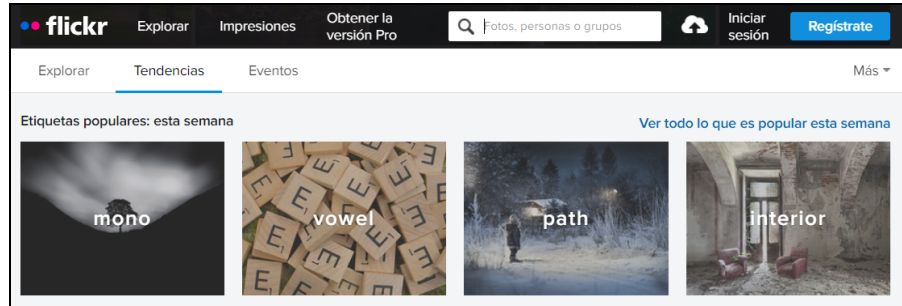 flickr Explorar Impresiones Obtener la versión Pro Fotos, personas o grupos Iniciar sesión Regístrate
Explorar Tendencias Eventos Más
Etiquetas populares: esta semana Ver todo lo que es popular esta semana
mono vowel path interior
E E E E E E E E E E E E